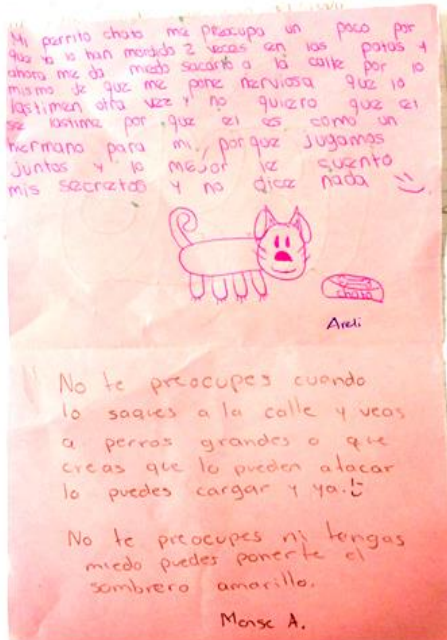 Mi perrito chato me preocupa un poco por
que ya lo han mordido 2 veces en las patas y
ahora me da miedo sacarlo a la calle por lo
mismo de que me pone nerviosa que lo
lastimen otra vez y no quiero que el
se lastime por que el es como un
hermano para mi, porque jugamos
juntos y lo mejor le cuento
mis secretos y no dice nada
chato
Areli
No te preocupes cuando
lo saques a la calle y veas
a perros grandes o que
creas que lo pueden atacar
lo puedes cargar y ya.
No te preocupes ni tengas
miedo puedes ponerte el
sombrero amarillo.
Monse A.